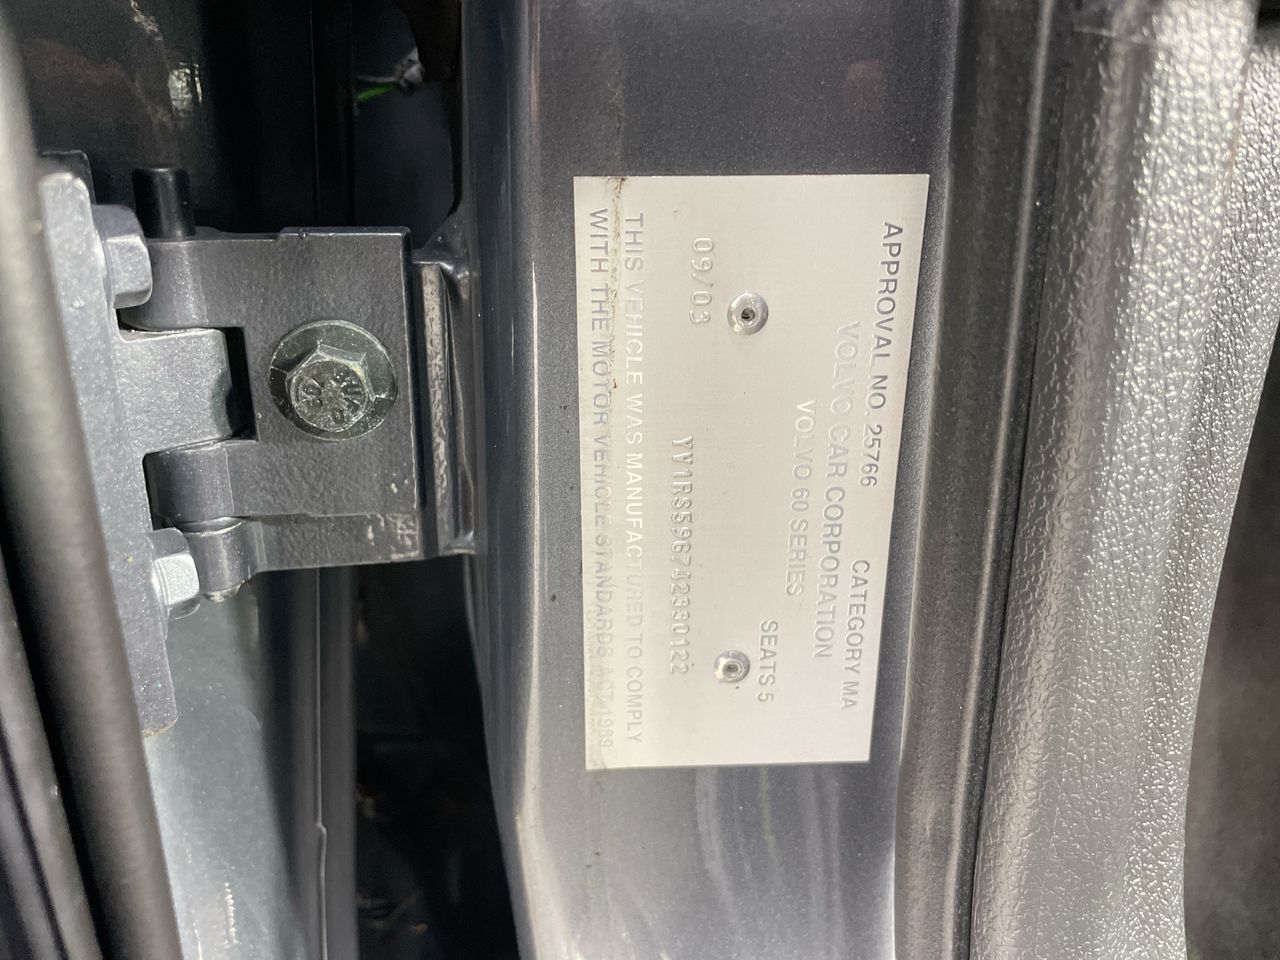 APPROVAL NO. 25766 CATEGORY MA
VOLVO CAR CORPORATION
VOLVO 60 SERIES
SEATS 5
09/03
YV1RS59G742330122
THIS VEHICLE WAS MANUFACTURED TO COMPLY
WITH THE MOTOR VEHICLE STANDARDS ACT 1989